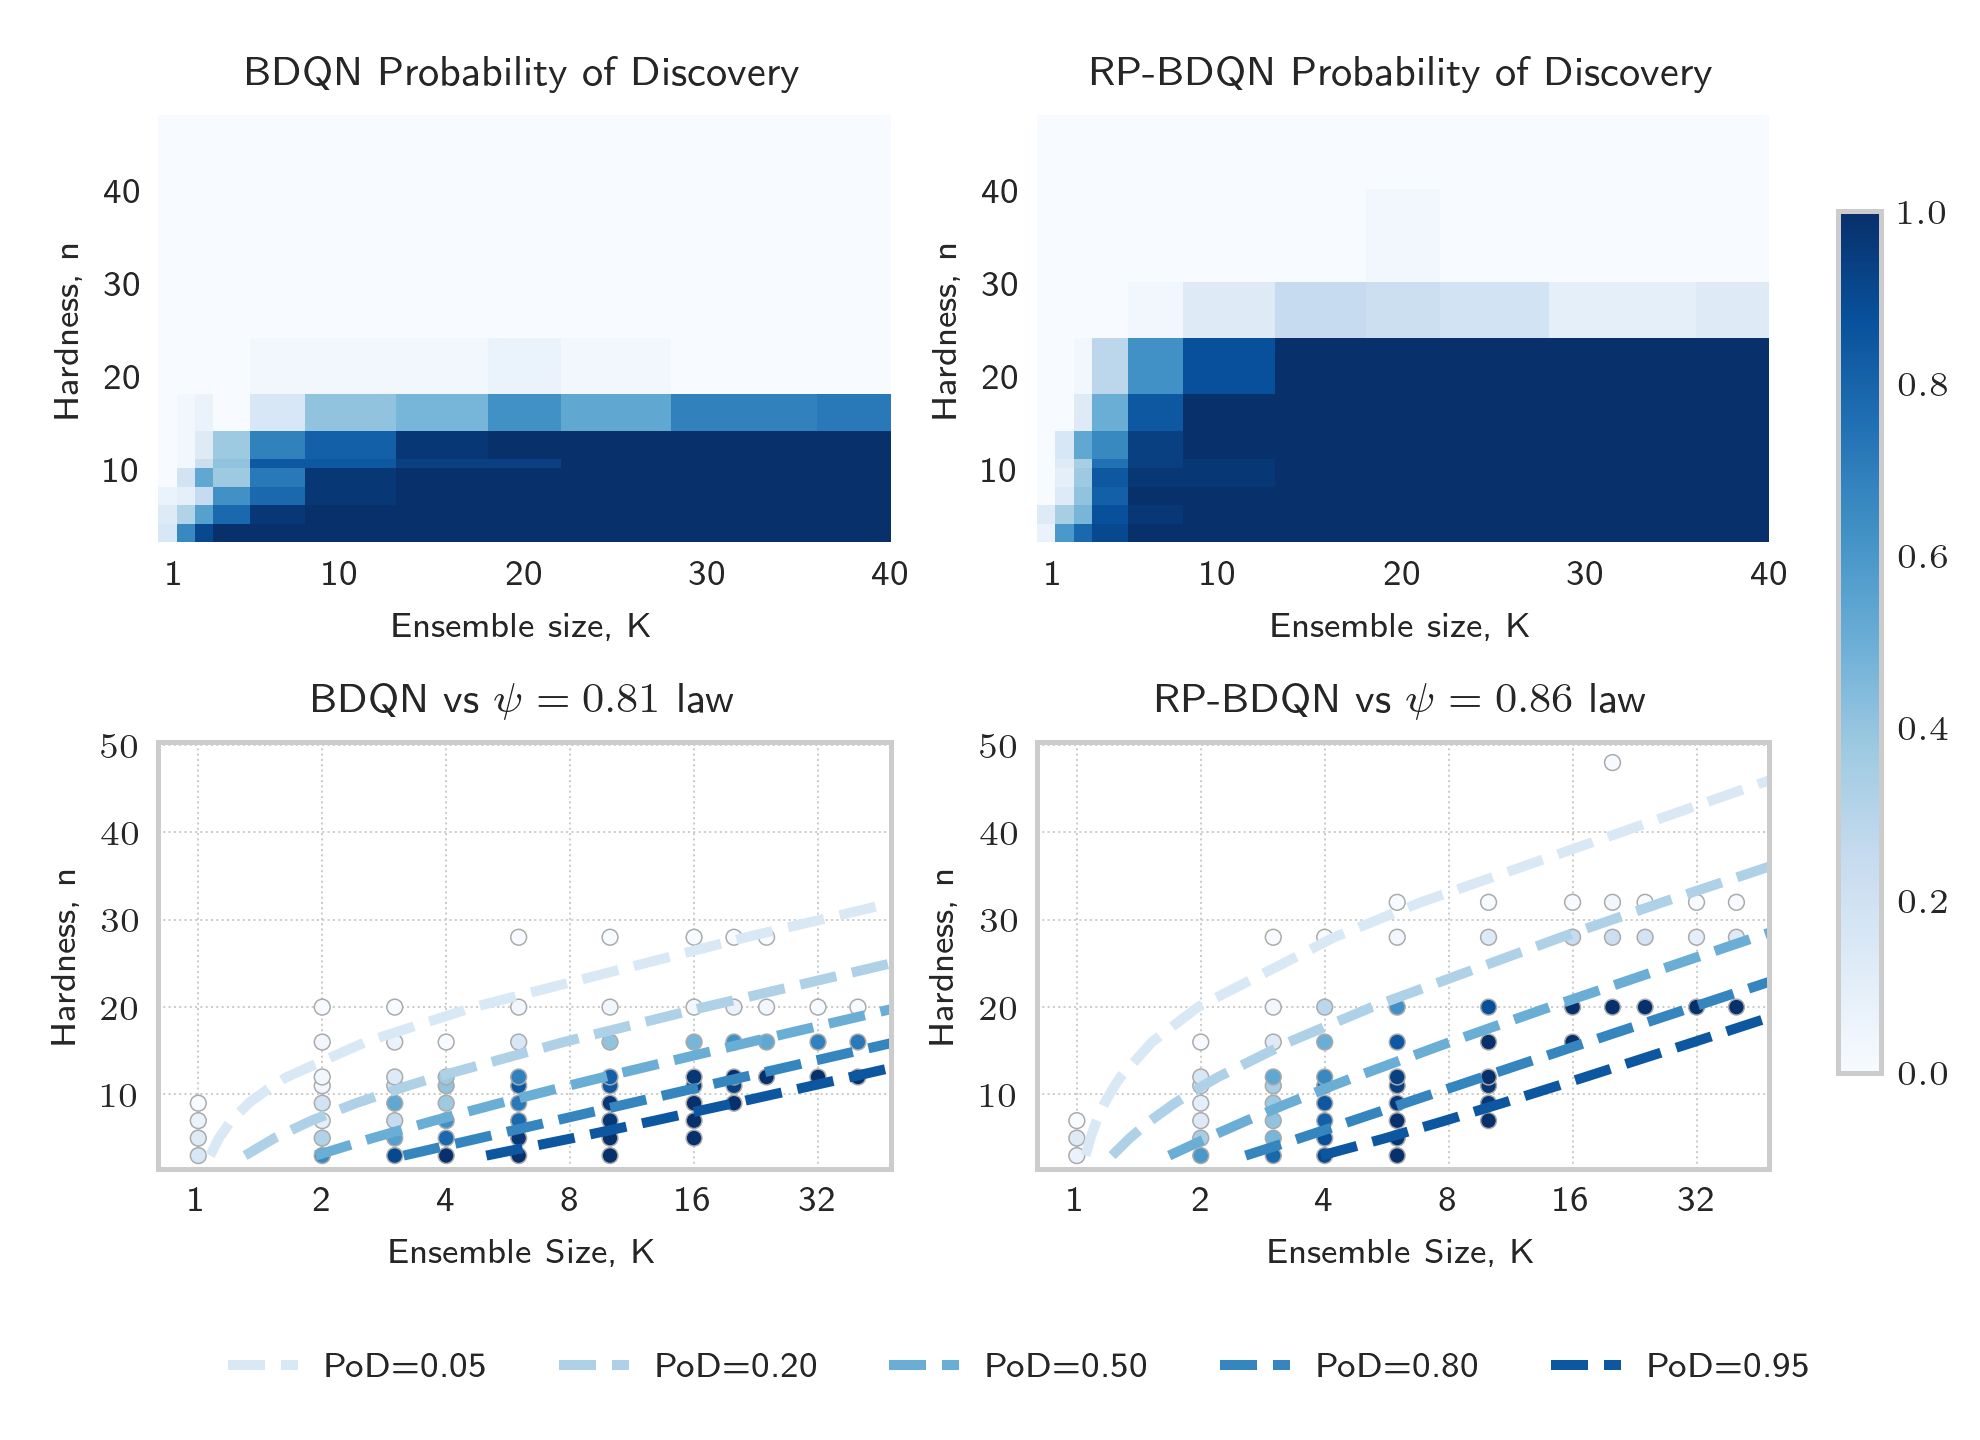 BDQN Probability of Discovery
RP-BDQN Probability of Discovery
40
30
20
10
Hardness, n
1 10 20 30 40
Ensemble size, K
40
30
20
10
Hardness, n
1 10 20 30 40
Ensemble size, K
1.0
0.8
0.6
0.4
0.2
0.0
BDQN vs ψ = 0.81 law
RP-BDQN vs ψ = 0.86 law
50
40
30
20
10
Hardness, n
1 2 4 8 16 32
Ensemble Size, K
50
40
30
20
10
Hardness, n
1 2 4 8 16 32
Ensemble Size, K
PoD=0.05 PoD=0.20 PoD=0.50 PoD=0.80 PoD=0.95